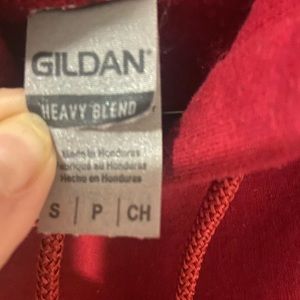 GILDAN®
HEAVY BLEND
Made in Honduras
Fabriqué au Honduras
Hecho en Honduras
S | P | CH